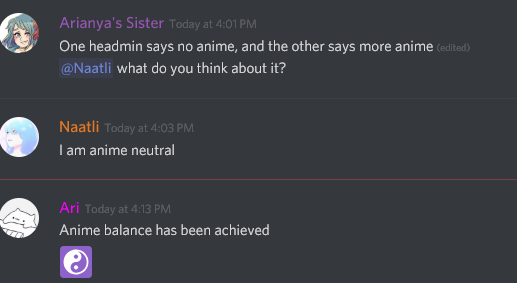 Arianya's Sister Today at 4:01 PM
One headmin says no anime, and the other says more anime (edited)
@Naatli what do you think about it?
Naatli Today at 4:03 PM
I am anime neutral
Ari Today at 4:13 PM
Anime balance has been achieved